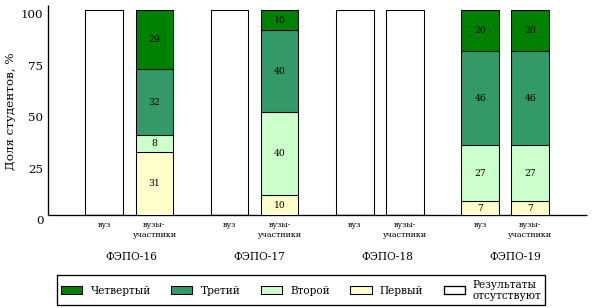 Доля студентов, %
100
75
50
25
0
29
32
8
31
10
40
40
10
20
46
27
7
20
46
27
7
вуз
вузы-
участники
вуз
вузы-
участники
вуз
вузы-
участники
вуз
вузы-
участники
ФЭПО-16
ФЭПО-17
ФЭПО-18
ФЭПО-19
Четвертый
Третий
Второй
Первый
Результаты
отсутствуют